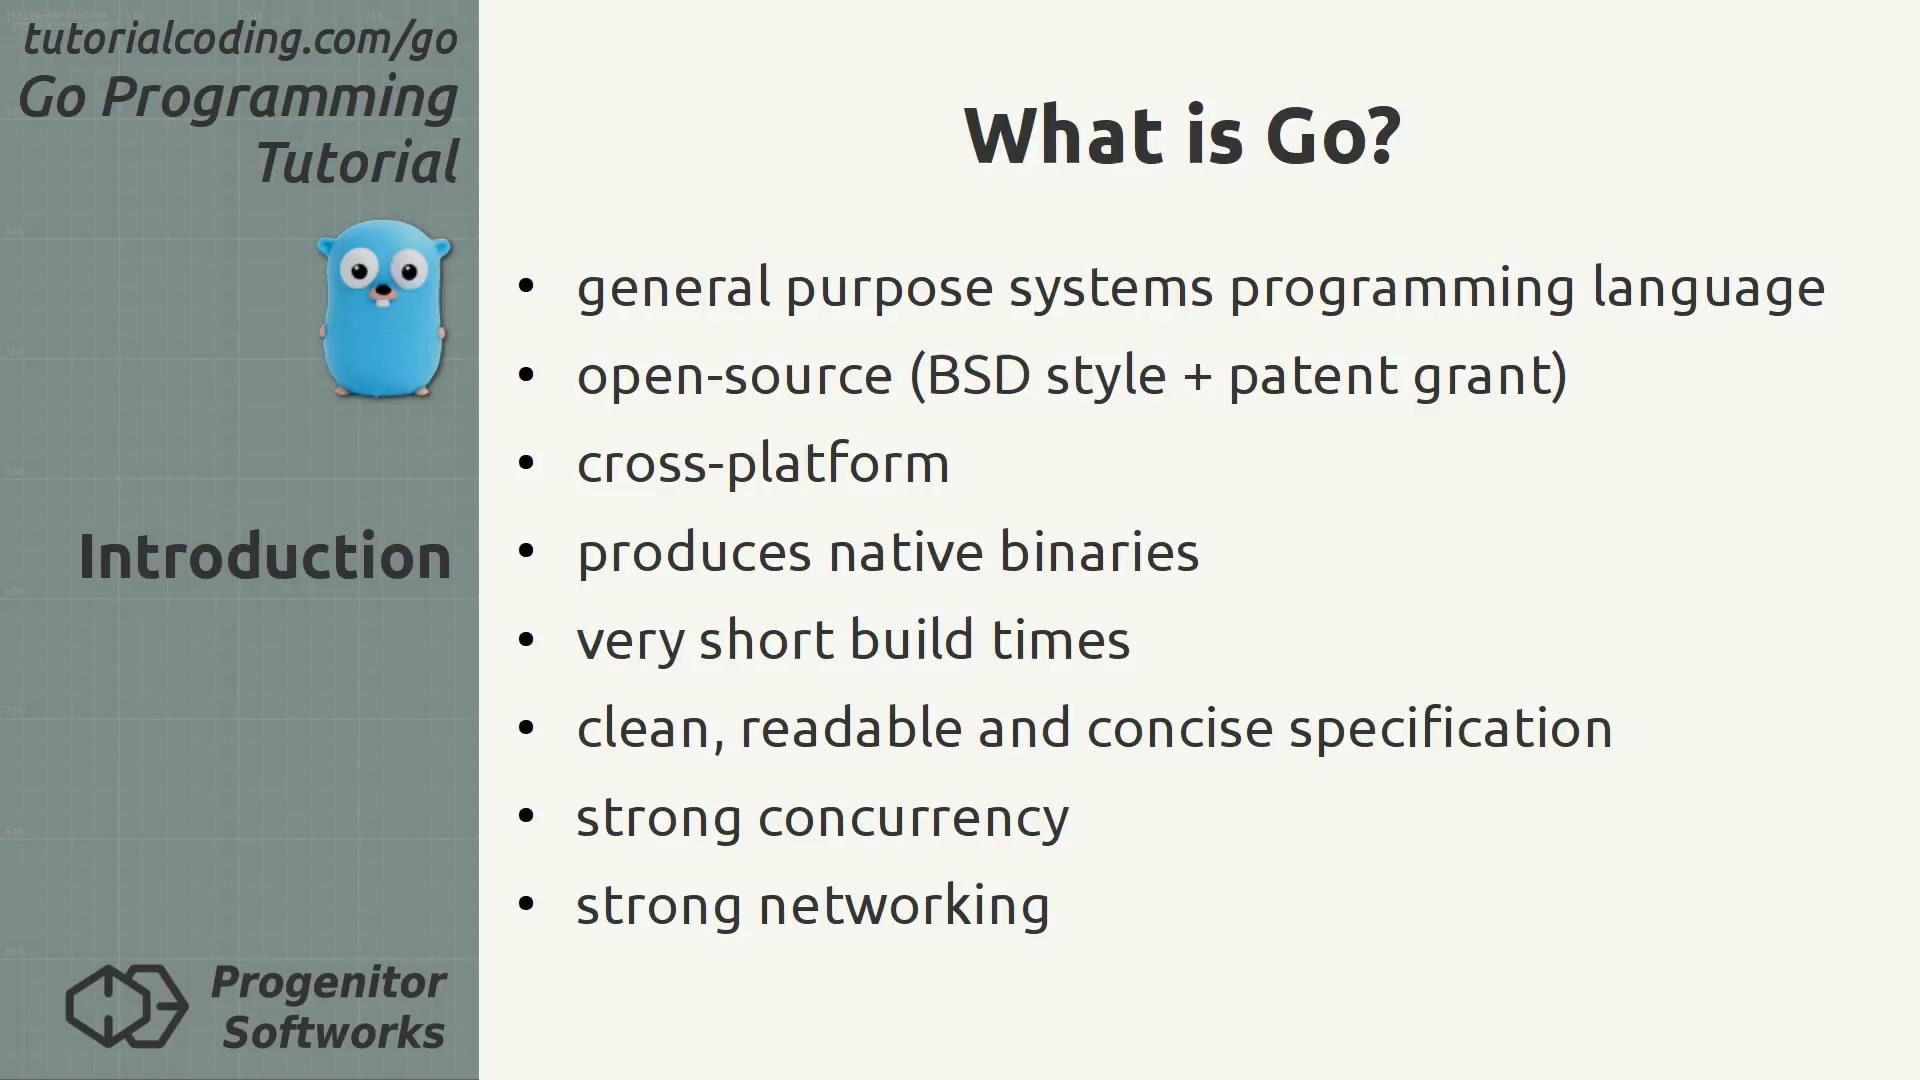 tutorialcoding.com/go
Go Programming
Tutorial
Introduction
Progenitor
Softworks
What is Go?
• general purpose systems programming language
• open-source (BSD style + patent grant)
• cross-platform
• produces native binaries
• very short build times
• clean, readable and concise specification
• strong concurrency
• strong networking